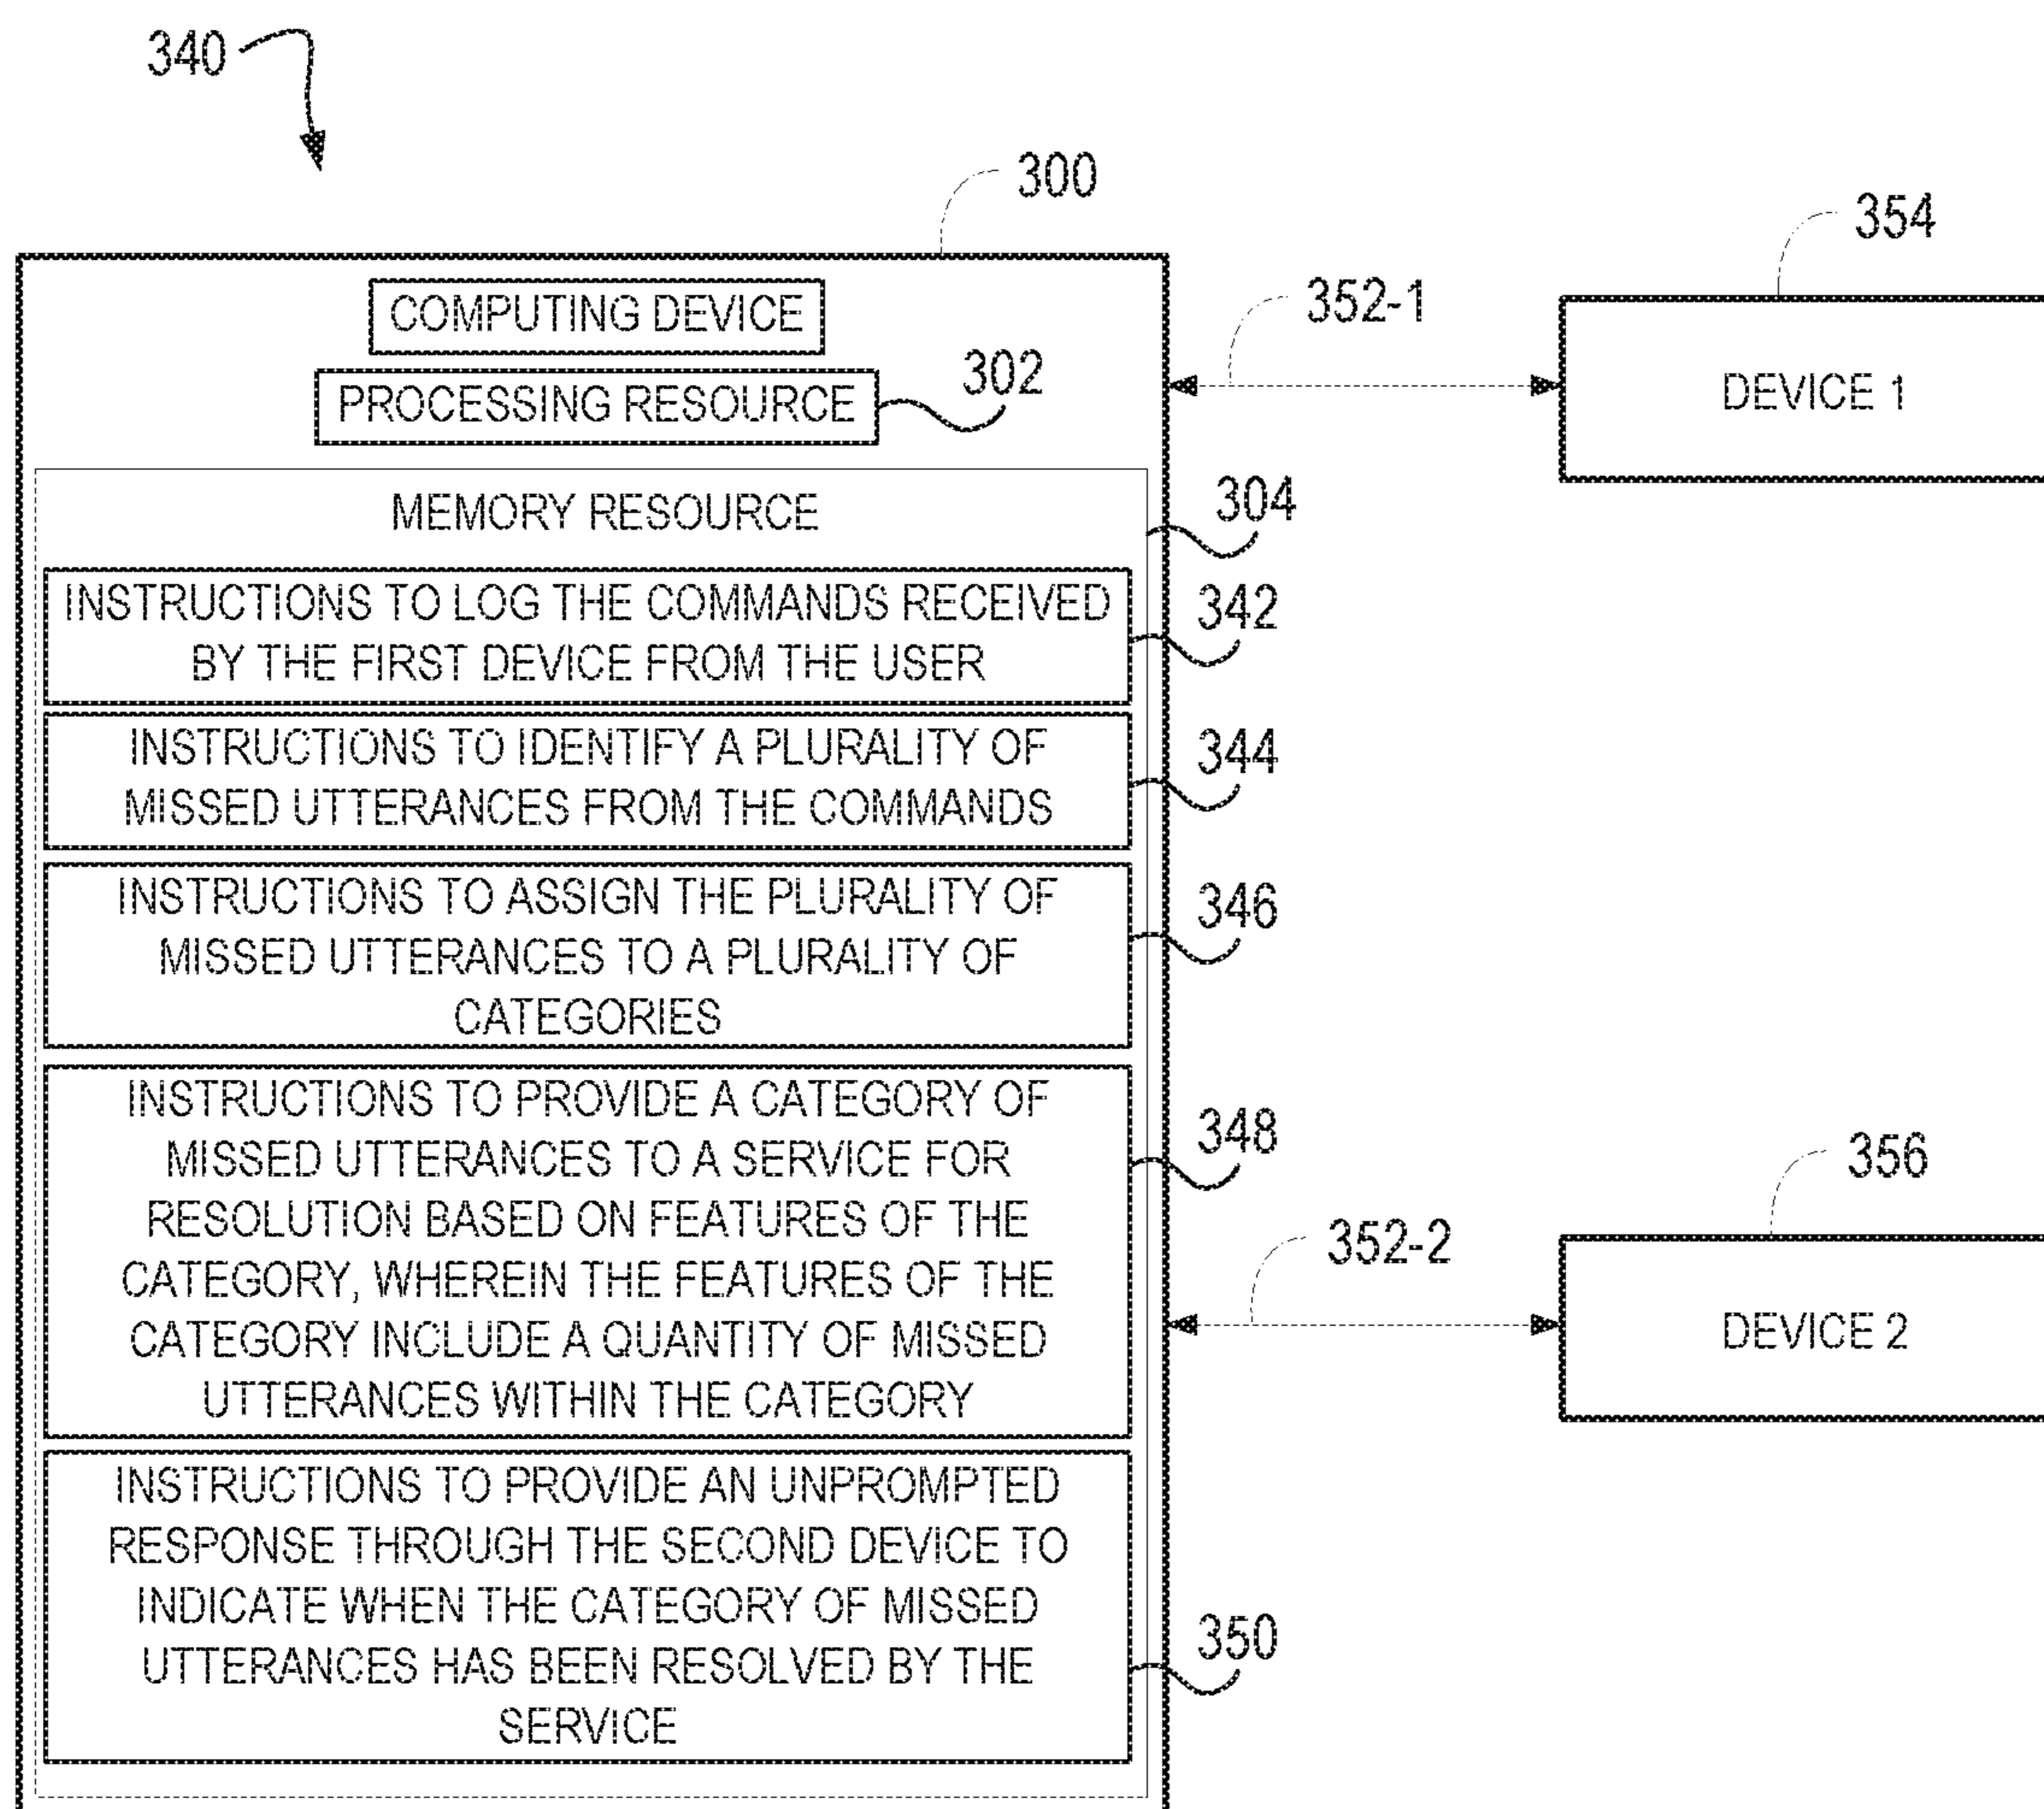 340
300
354
COMPUTING DEVICE
352-1
PROCESSING RESOURCE
302
DEVICE 1
MEMORY RESOURCE
304
INSTRUCTIONS TO LOG THE COMMANDS RECEIVED
BY THE FIRST DEVICE FROM THE USER
342
INSTRUCTIONS TO IDENTIFY A PLURALITY OF
MISSED UTTERANCES FROM THE COMMANDS
344
INSTRUCTIONS TO ASSIGN THE PLURALITY OF
MISSED UTTERANCES TO A PLURALITY OF
CATEGORIES
346
INSTRUCTIONS TO PROVIDE A CATEGORY OF
MISSED UTTERANCES TO A SERVICE FOR
RESOLUTION BASED ON FEATURES OF THE
CATEGORY, WHEREIN THE FEATURES OF THE
CATEGORY INCLUDE A QUANTITY OF MISSED
UTTERANCES WITHIN THE CATEGORY
348
356
352-2
DEVICE 2
INSTRUCTIONS TO PROVIDE AN UNPROMPTED
RESPONSE THROUGH THE SECOND DEVICE TO
INDICATE WHEN THE CATEGORY OF MISSED
UTTERANCES HAS BEEN RESOLVED BY THE
SERVICE
350